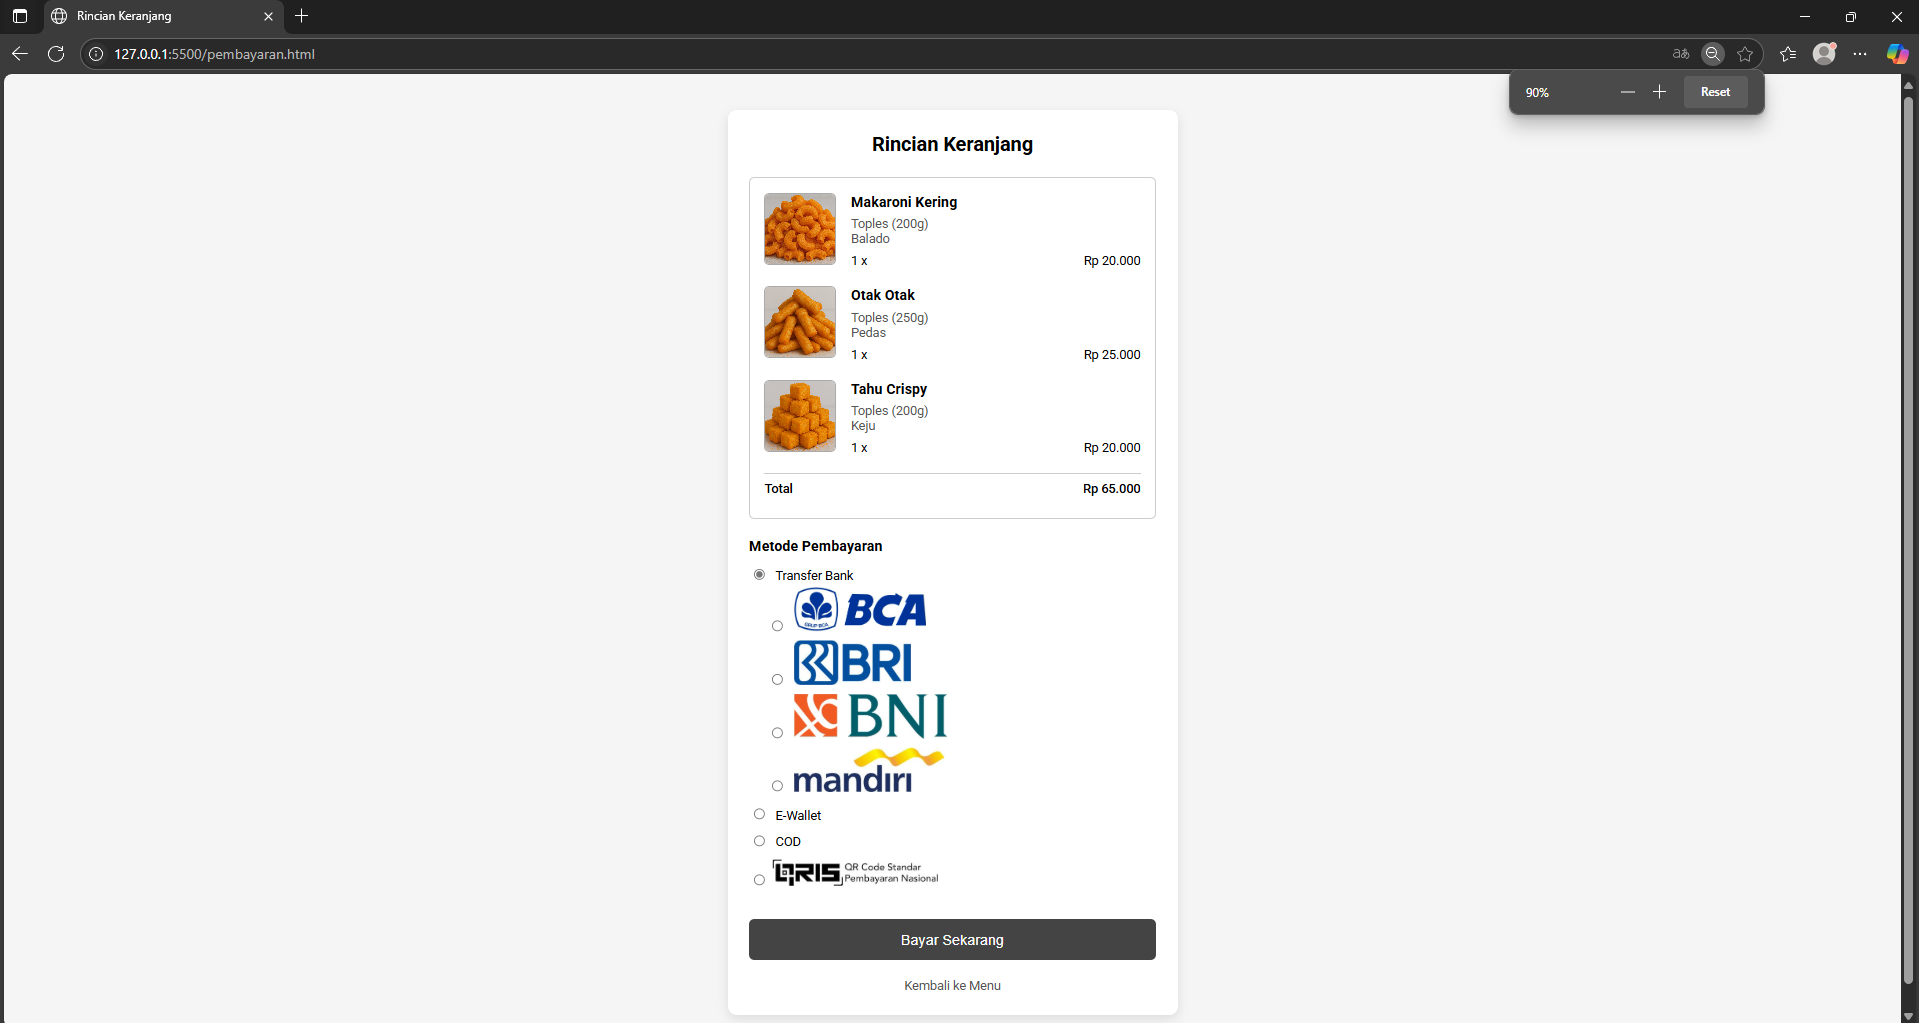 Rincian Keranjang
127.0.0.1:5500/pembayaran.html
90%
Reset
Rincian Keranjang
Makaroni Kering
Toples (200g)
Balado
1 x Rp 20.000
Otak Otak
Toples (250g)
Pedas
1 x Rp 25.000
Tahu Crispy
Toples (200g)
Keju
1 x Rp 20.000
Total Rp 65.000
Metode Pembayaran
Transfer Bank
GRUP BCA
BCA
BRI
BNI
mandiri
E-Wallet
COD
QRIS
QR Code Standar
Pembayaran Nasional
Bayar Sekarang
Kembali ke Menu